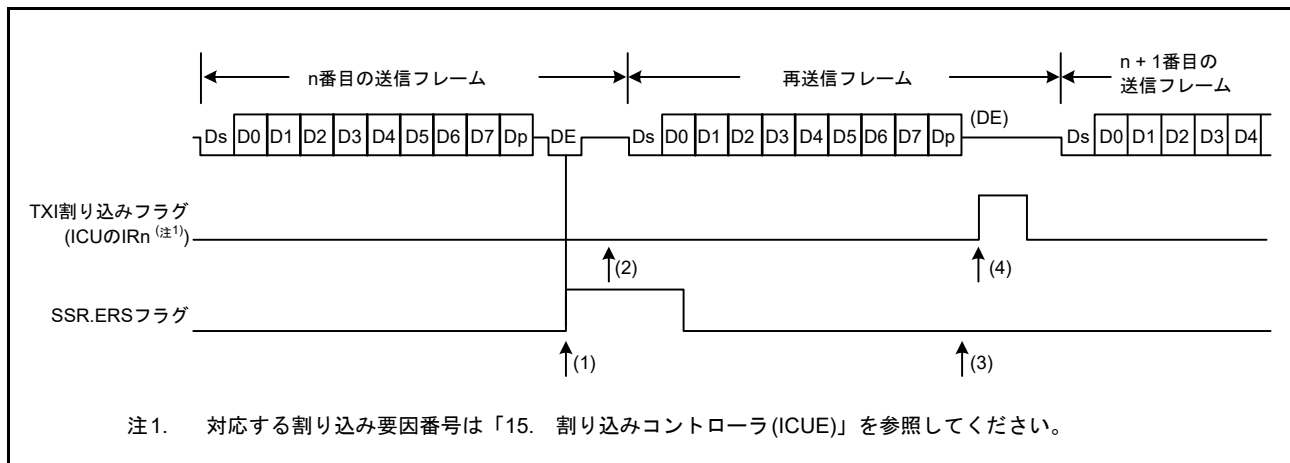 n番目の送信フレーム
再送信フレーム
n + 1番目の
送信フレーム
(DE)
Ds D0 D1 D2 D3 D4 D5 D6 D7 Dp DE Ds D0 D1 D2 D3 D4 D5 D6 D7 Dp Ds D0 D1 D2 D3 D4
TXI割り込みフラグ
(ICUのIRn (注1))
(2)
(4)
SSR.ERSフラグ
(1)
(3)
注1. 対応する割り込み要因番号は「15. 割り込みコントローラ(ICUE)」を参照してください。